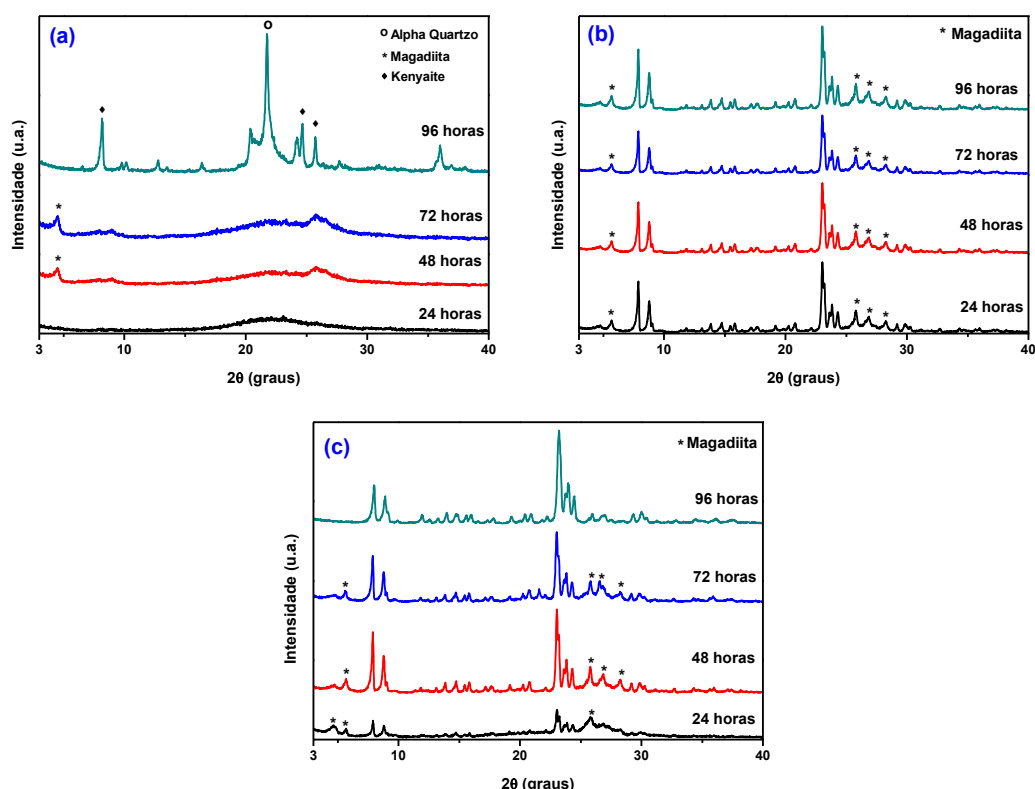 (a)
o Alpha Quartzo
* Magadiita
♦ Kenyaite
o
♦
♦
♦
96 horas
*
72 horas
*
48 horas
24 horas
Intensidade (u.a.)
3 10 20 30 40
2θ (graus)
(b)
* Magadiita
* * * *
96 horas
* * * *
72 horas
* * * *
48 horas
* * * *
24 horas
Intensidade (u.a.)
3 10 20 30 40
2θ (graus)
(c)
* Magadiita
96 horas
* * * *
72 horas
* * * *
48 horas
* * *
24 horas
Intensidade (u.a.)
3 10 20 30 40
2θ (graus)